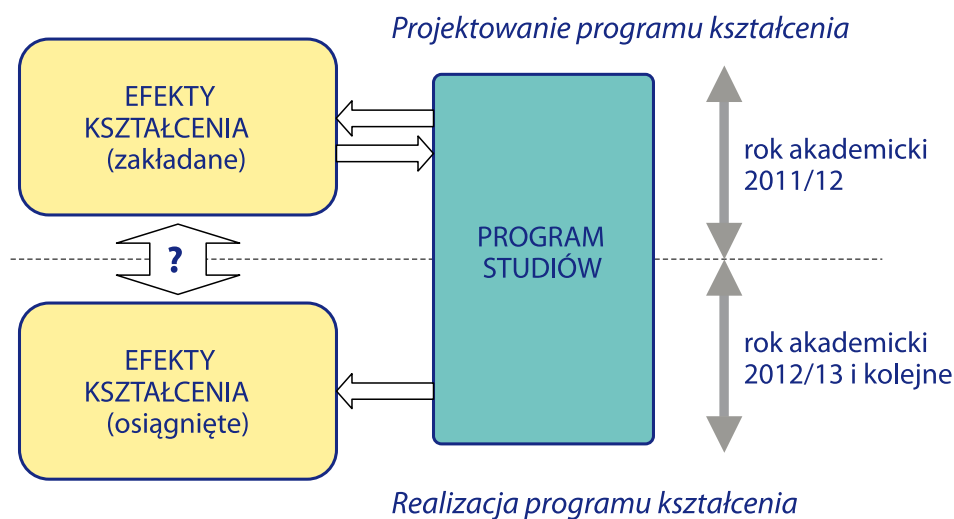 Projektowanie programu kształcenia
EFEKTY
KSZTAŁCENIA
(zakładane)
rok akademicki
2011/12
?
PROGRAM
STUDIÓW
EFEKTY
KSZTAŁCENIA
(osiągnięte)
rok akademicki
2012/13 i kolejne
Realizacja programu kształcenia